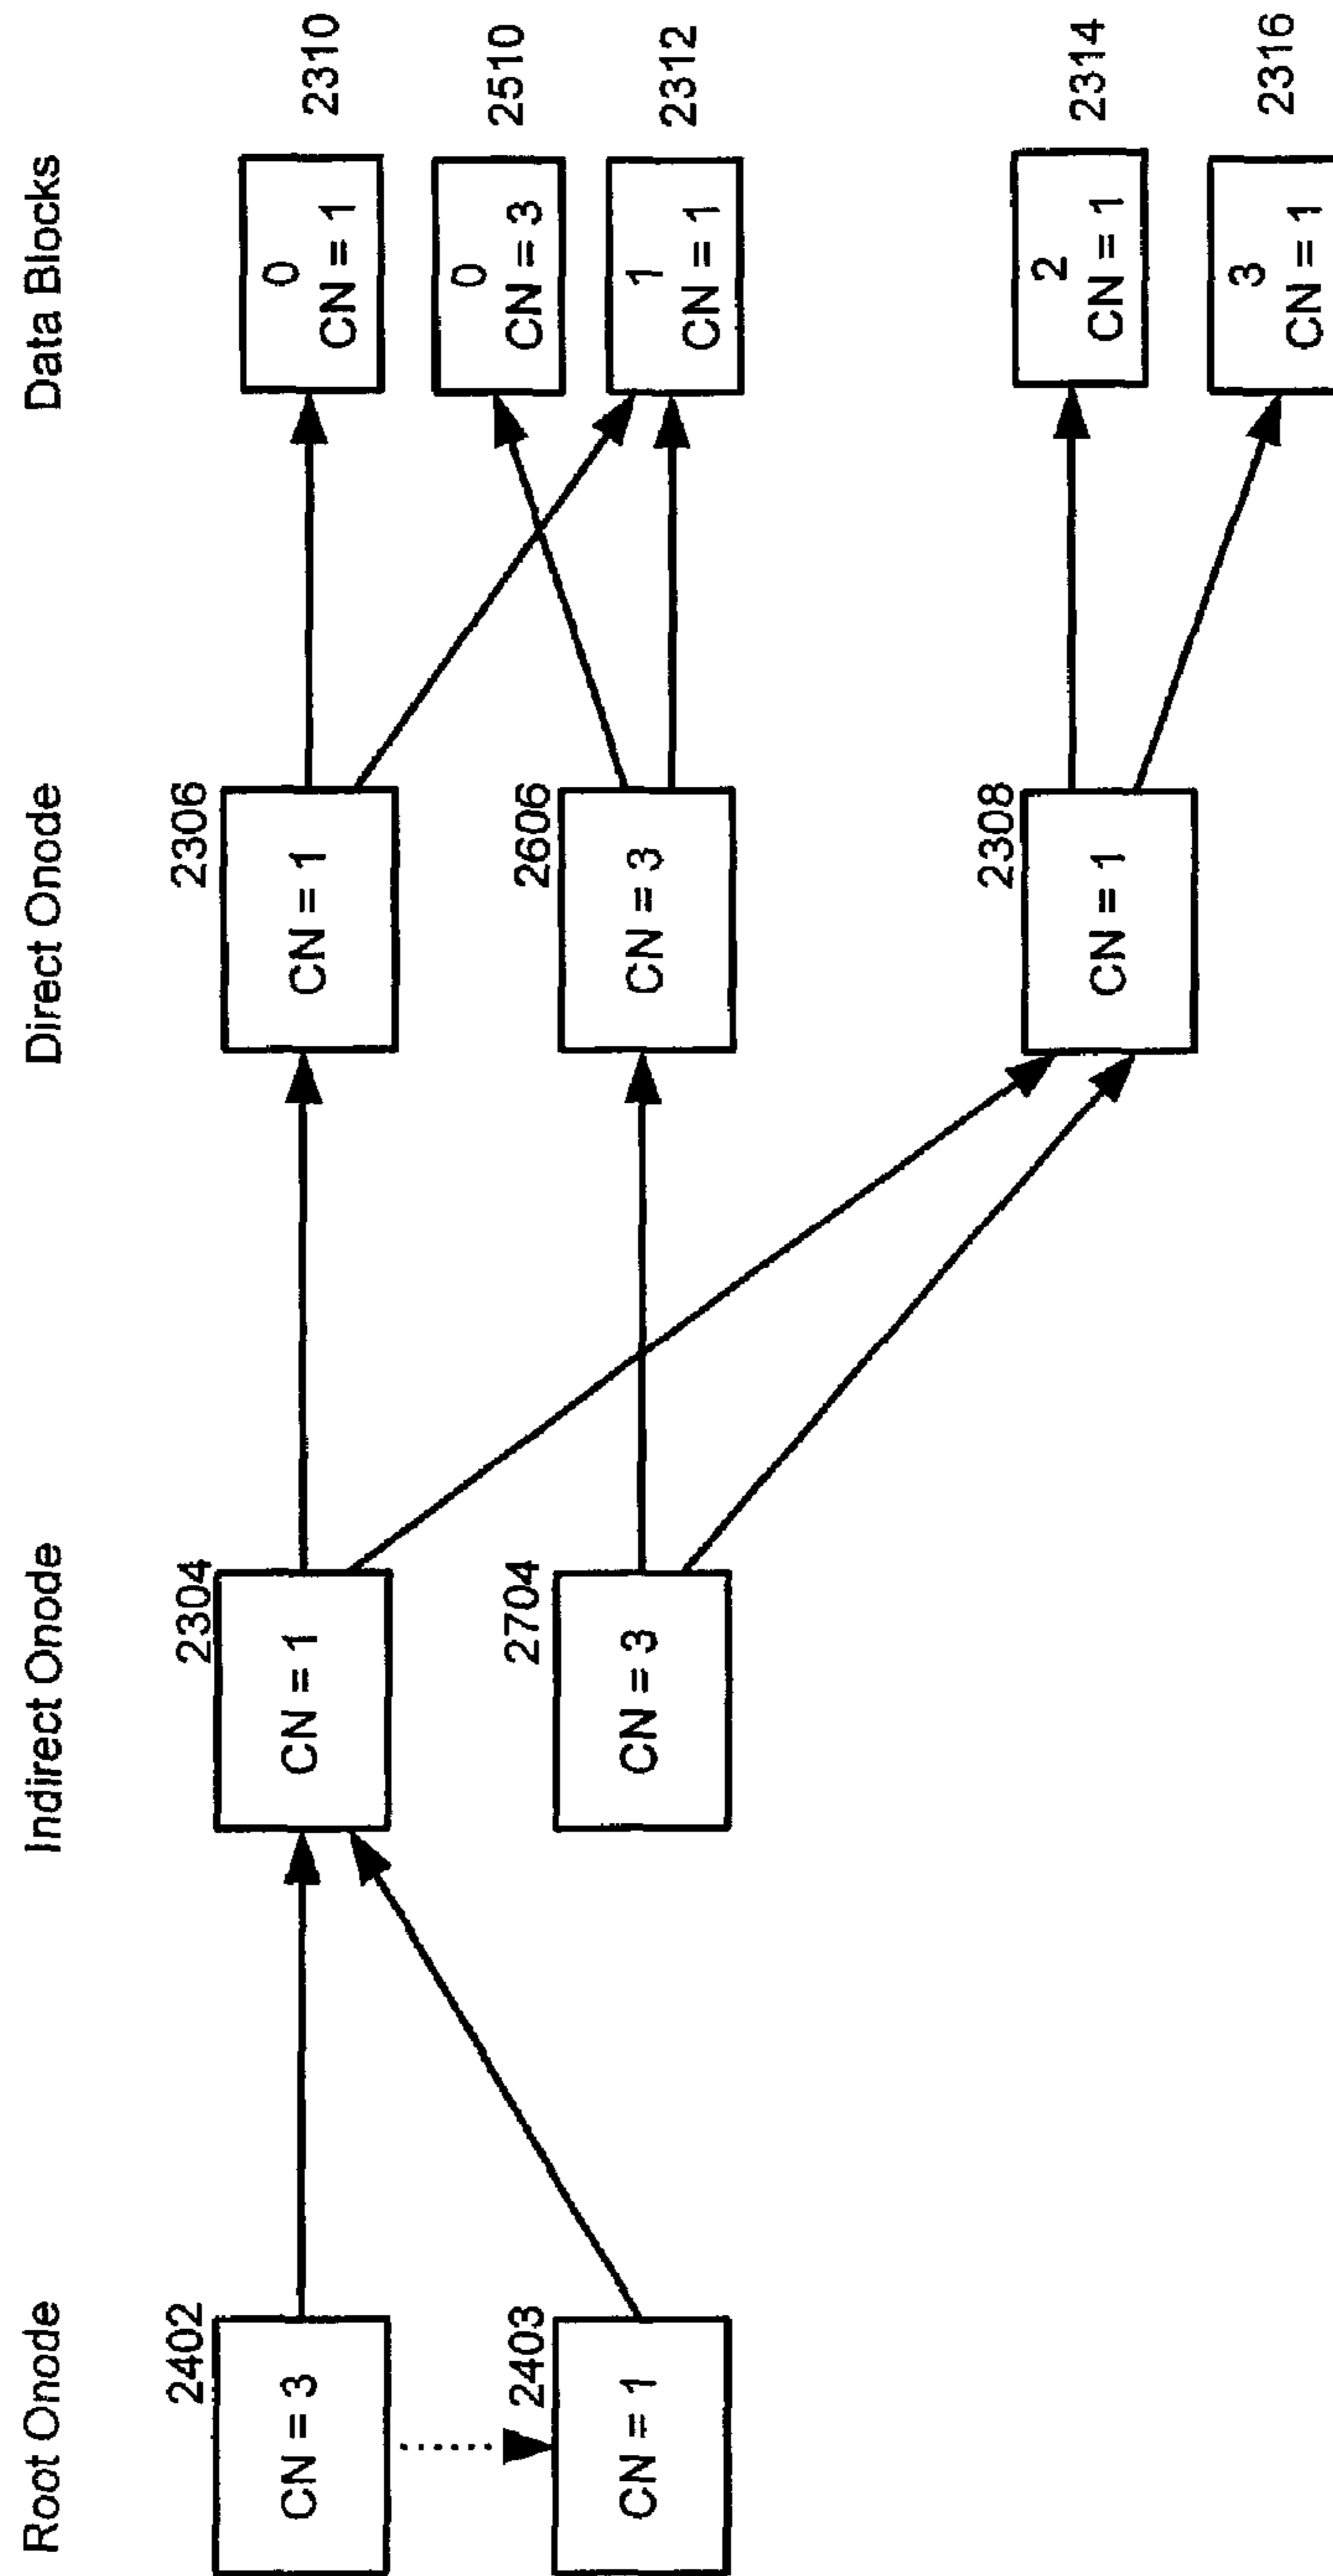 Root Onode
Indirect Onode
Direct Onode
Data Blocks
2402
CN = 3
2403
CN = 1
2304
CN = 1
2704
CN = 3
2306
CN = 1
2606
CN = 3
2308
CN = 1
0
CN = 1
2310
0
CN = 3
2510
1
CN = 1
2312
2
CN = 1
2314
3
CN = 1
2316